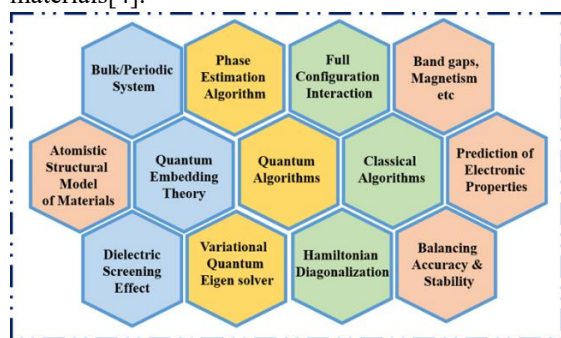 materials[4].
Bulk/Periodic
System
Phase
Estimation
Algorithm
Full
Configuration
Interaction
Band gaps,
Magnetism
etc
Atomistic
Structural
Model
of Materials
Quantum
Embedding
Theory
Quantum
Algorithms
Classical
Algorithms
Prediction of
Electronic
Properties
Dielectric
Screening
Effect
Variational
Quantum
Eigen solver
Hamiltonian
Diagonalization
Balancing
Accuracy &
Stability